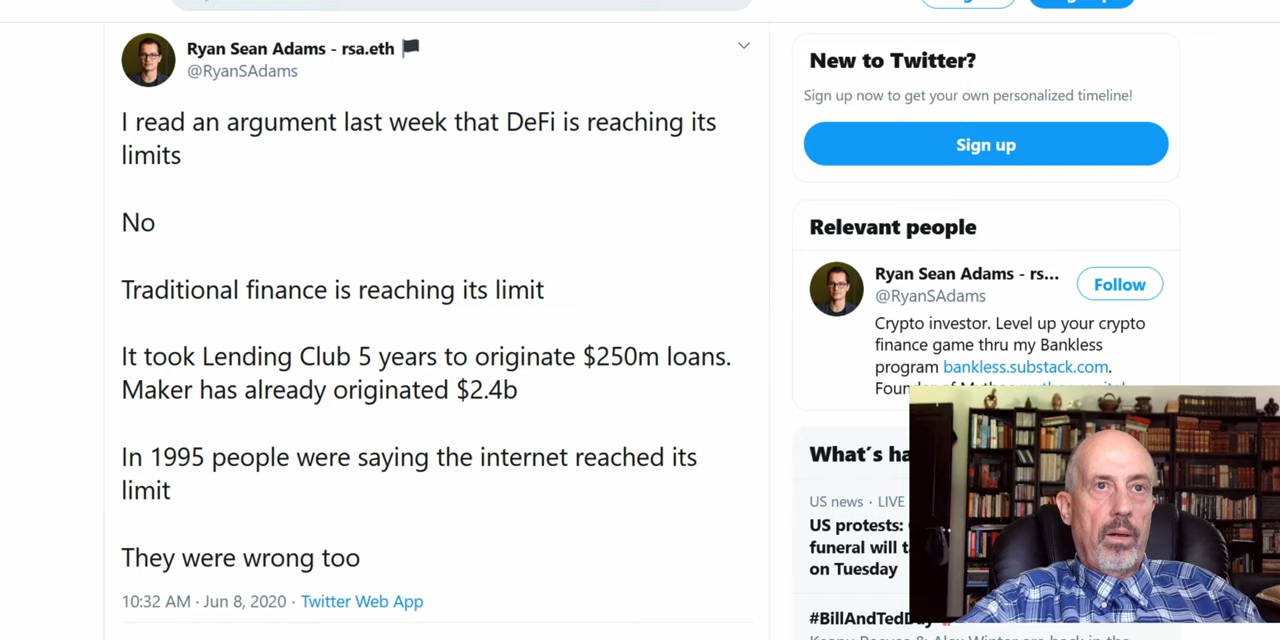 Ryan Sean Adams - rsa.eth
@RyanSAdams
I read an argument last week that DeFi is reaching its
limits
No
Traditional finance is reaching its limit
It took Lending Club 5 years to originate $250m loans.
Maker has already originated $2.4b
In 1995 people were saying the internet reached its
limit
They were wrong too
10:32 AM · Jun 8, 2020 · Twitter Web App
New to Twitter?
Sign up now to get your own personalized timeline!
Sign up
Relevant people
Ryan Sean Adams - rs...
@RyanSAdams
Follow
Crypto investor. Level up your crypto
finance game thru my Bankless
program bankless.substack.com.
What's ha
US news · LIVE
US protests:
funeral will t
on Tuesday
#BillAndTedD